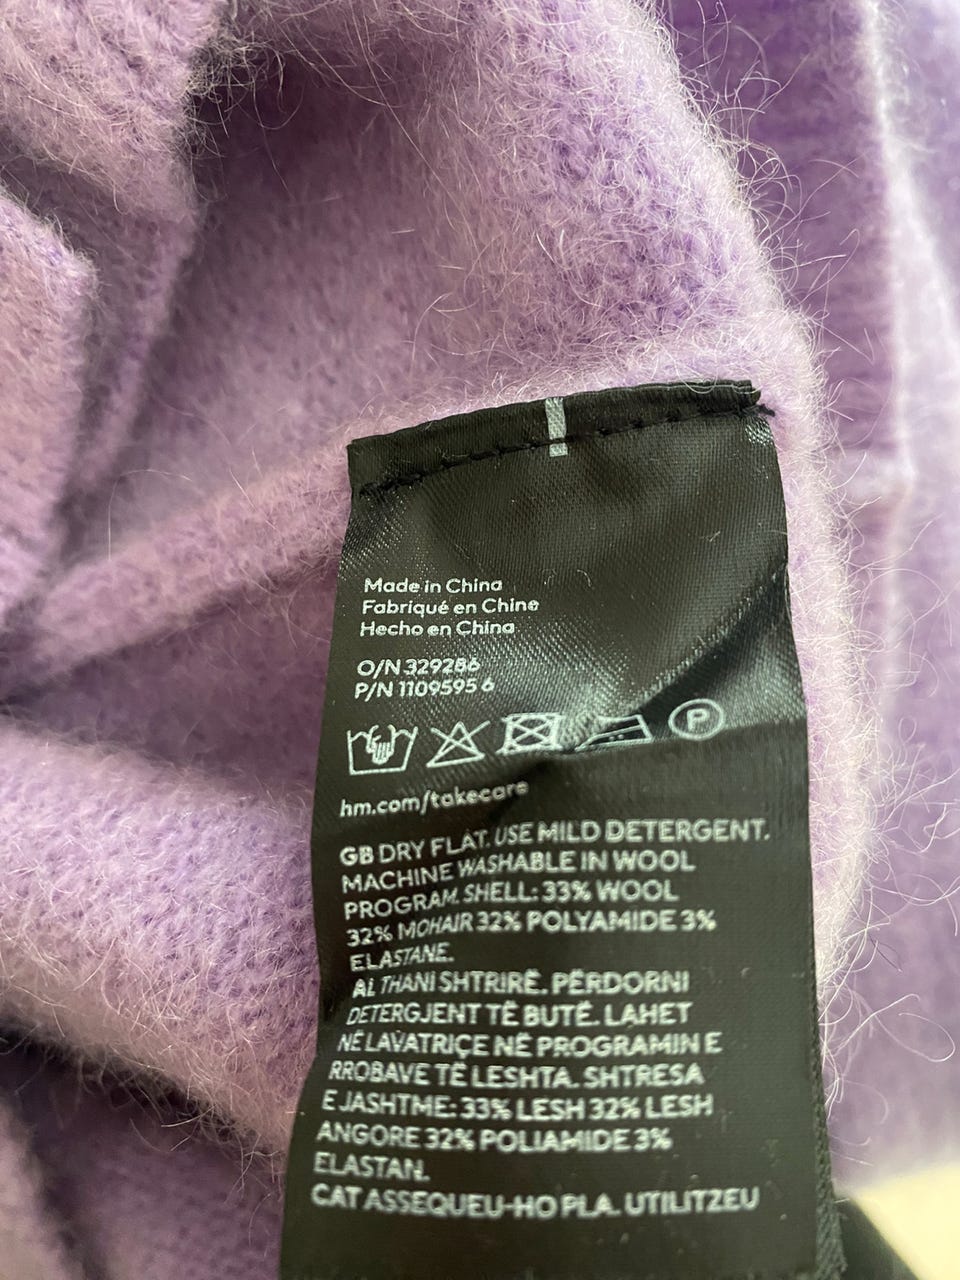 Made in China
Fabriqué en Chine
Hecho en China
O/N 329286
P/N 1109595 6
P
hm.com/takecare
GB DRY FLAT. USE MILD DETERGENT.
MACHINE WASHABLE IN WOOL
PROGRAM. SHELL: 33% WOOL
32% MOHAIR 32% POLYAMIDE 3%
ELASTANE.
AL THANI SHTRIRË. PËRDORNI
DETERGJENT TË BUTË. LAHET
NË LAVATRIÇE NË PROGRAMIN E
RROBAVE TË LESHTA. SHTRESA
E JASHTME: 33% LESH 32% LESH
ANGORE 32% POLIAMIDE 3%
ELASTAN.
CAT ASSEQUEU-HO PLA. UTILITZEU